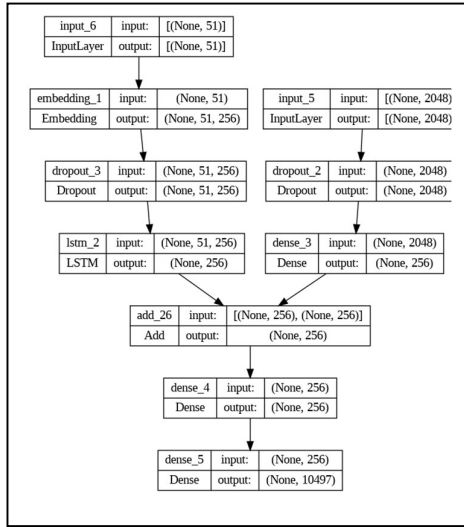 input_6 input: [(None, 51)]
InputLayer output: [(None, 51)]
embedding_1 input: (None, 51)
Embedding output: (None, 51, 256)
input_5 input: [(None, 2048)]
InputLayer output: [(None, 2048)]
dropout_3 input: (None, 51, 256)
Dropout output: (None, 51, 256)
dropout_2 input: (None, 2048)
Dropout output: (None, 2048)
lstm_2 input: (None, 51, 256)
LSTM output: (None, 256)
dense_3 input: (None, 2048)
Dense output: (None, 256)
add_26 input: [(None, 256), (None, 256)]
Add output: (None, 256)
dense_4 input: (None, 256)
Dense output: (None, 256)
dense_5 input: (None, 256)
Dense output: (None, 10497)